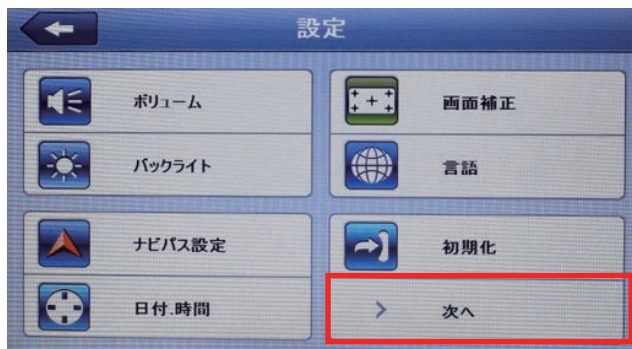 設定
ボリューム
画面補正
バックライト
言語
ナビパス設定
初期化
日付.時間
次へ